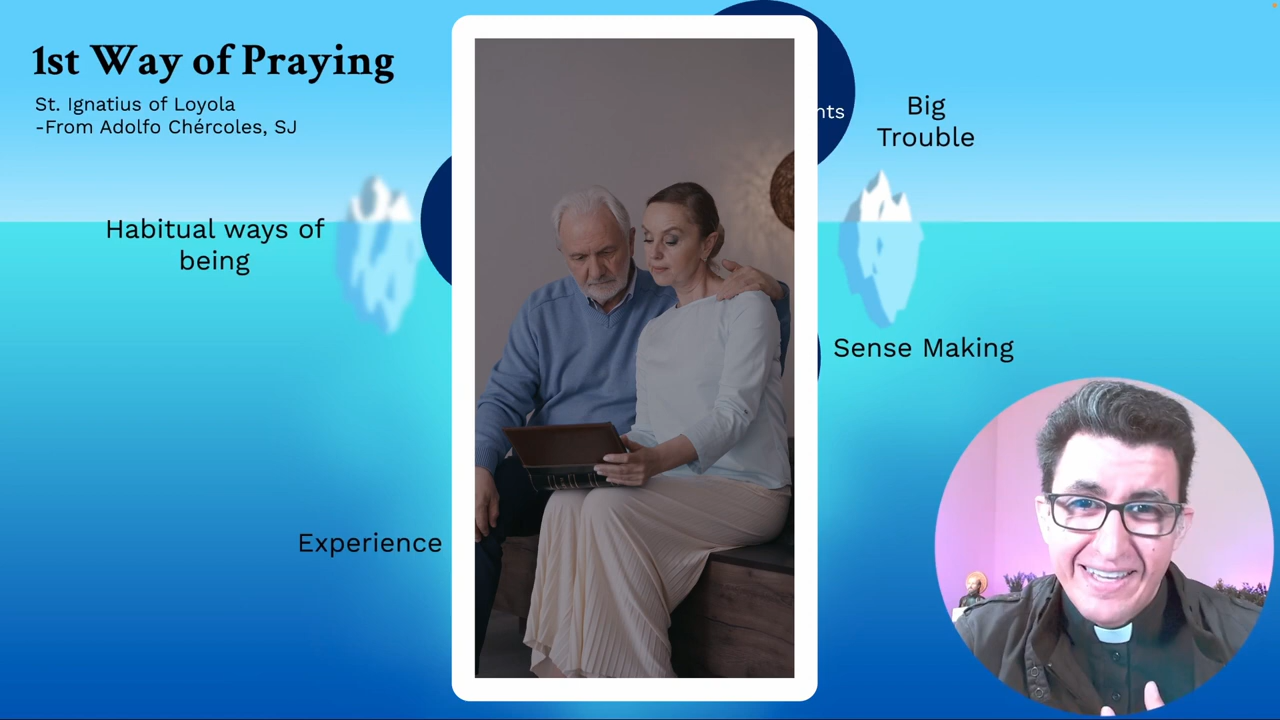 1st Way of Praying
St. Ignatius of Loyola
-From Adolfo Chércoles, SJ
Big
Trouble
Habitual ways of
being
Sense Making
Experience